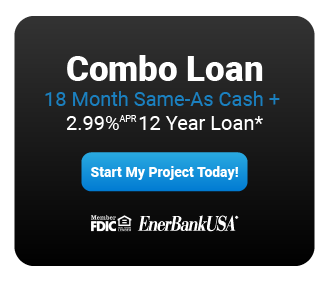 Combo Loan
18 Month Same-As Cash +
2.99% APR 12 Year Loan*
Start My Project Today!
Member
FDIC EnerBankUSA*